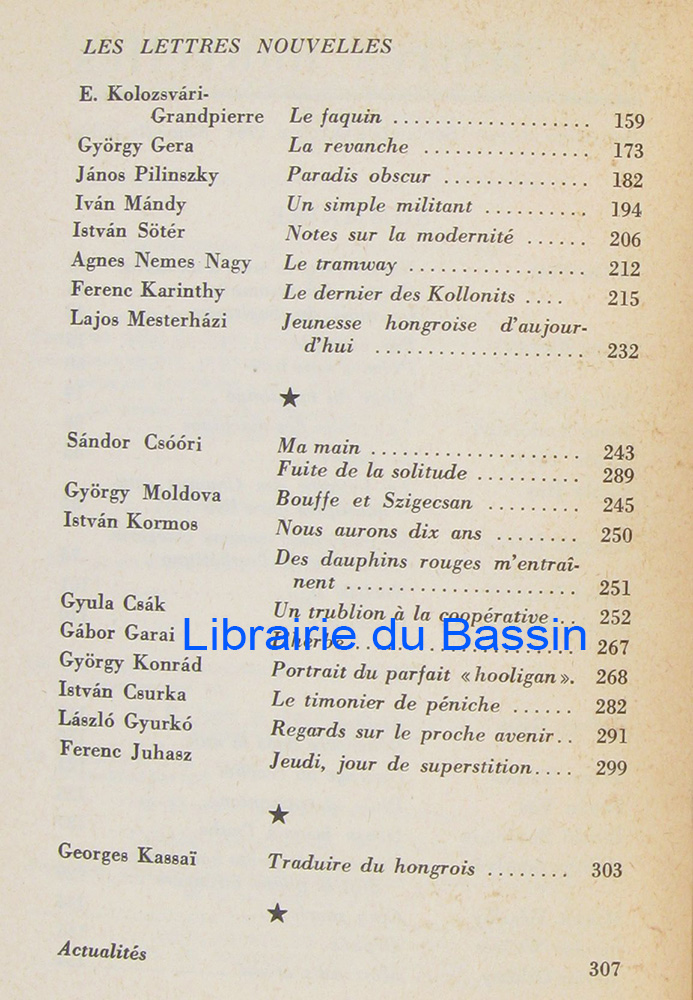 LES LETTRES NOUVELLES
E. Kolozsvári-
Grandpierre Le faquin ................... 159
György Gera La revanche ................ 173
János Pilinszky Paradis obscur .............. 182
Iván Mándy Un simple militant .......... 194
István Sötér Notes sur la modernité ...... 206
Agnes Nemes Nagy Le tramway ................. 212
Ferenc Karinthy Le dernier des Kollonits .... 215
Lajos Mesterházi Jeunesse hongroise d'aujour-
d'hui .................... 232
★
Sándor Csóóri Ma main .................... 243
Fuite de la solitude .......... 289
György Moldova Bouffe et Szigecsan ......... 245
István Kormos Nous aurons dix ans ........ 250
Des dauphins rouges m'entraî-
nent ...................... 251
Gyula Csák Un trublion à la coopérative .. 252
Gábor Garai L'herbe ..................... 267
Librairie du Bassin
György Konrád Portrait du parfait « hooligan ». 268
István Csurka Le timonier de péniche ...... 282
László Gyurkó Regards sur le proche avenir.. 291
Ferenc Juhasz Jeudi, jour de superstition.... 299
★
Georges Kassaï Traduire du hongrois ........ 303
★
Actualités 307